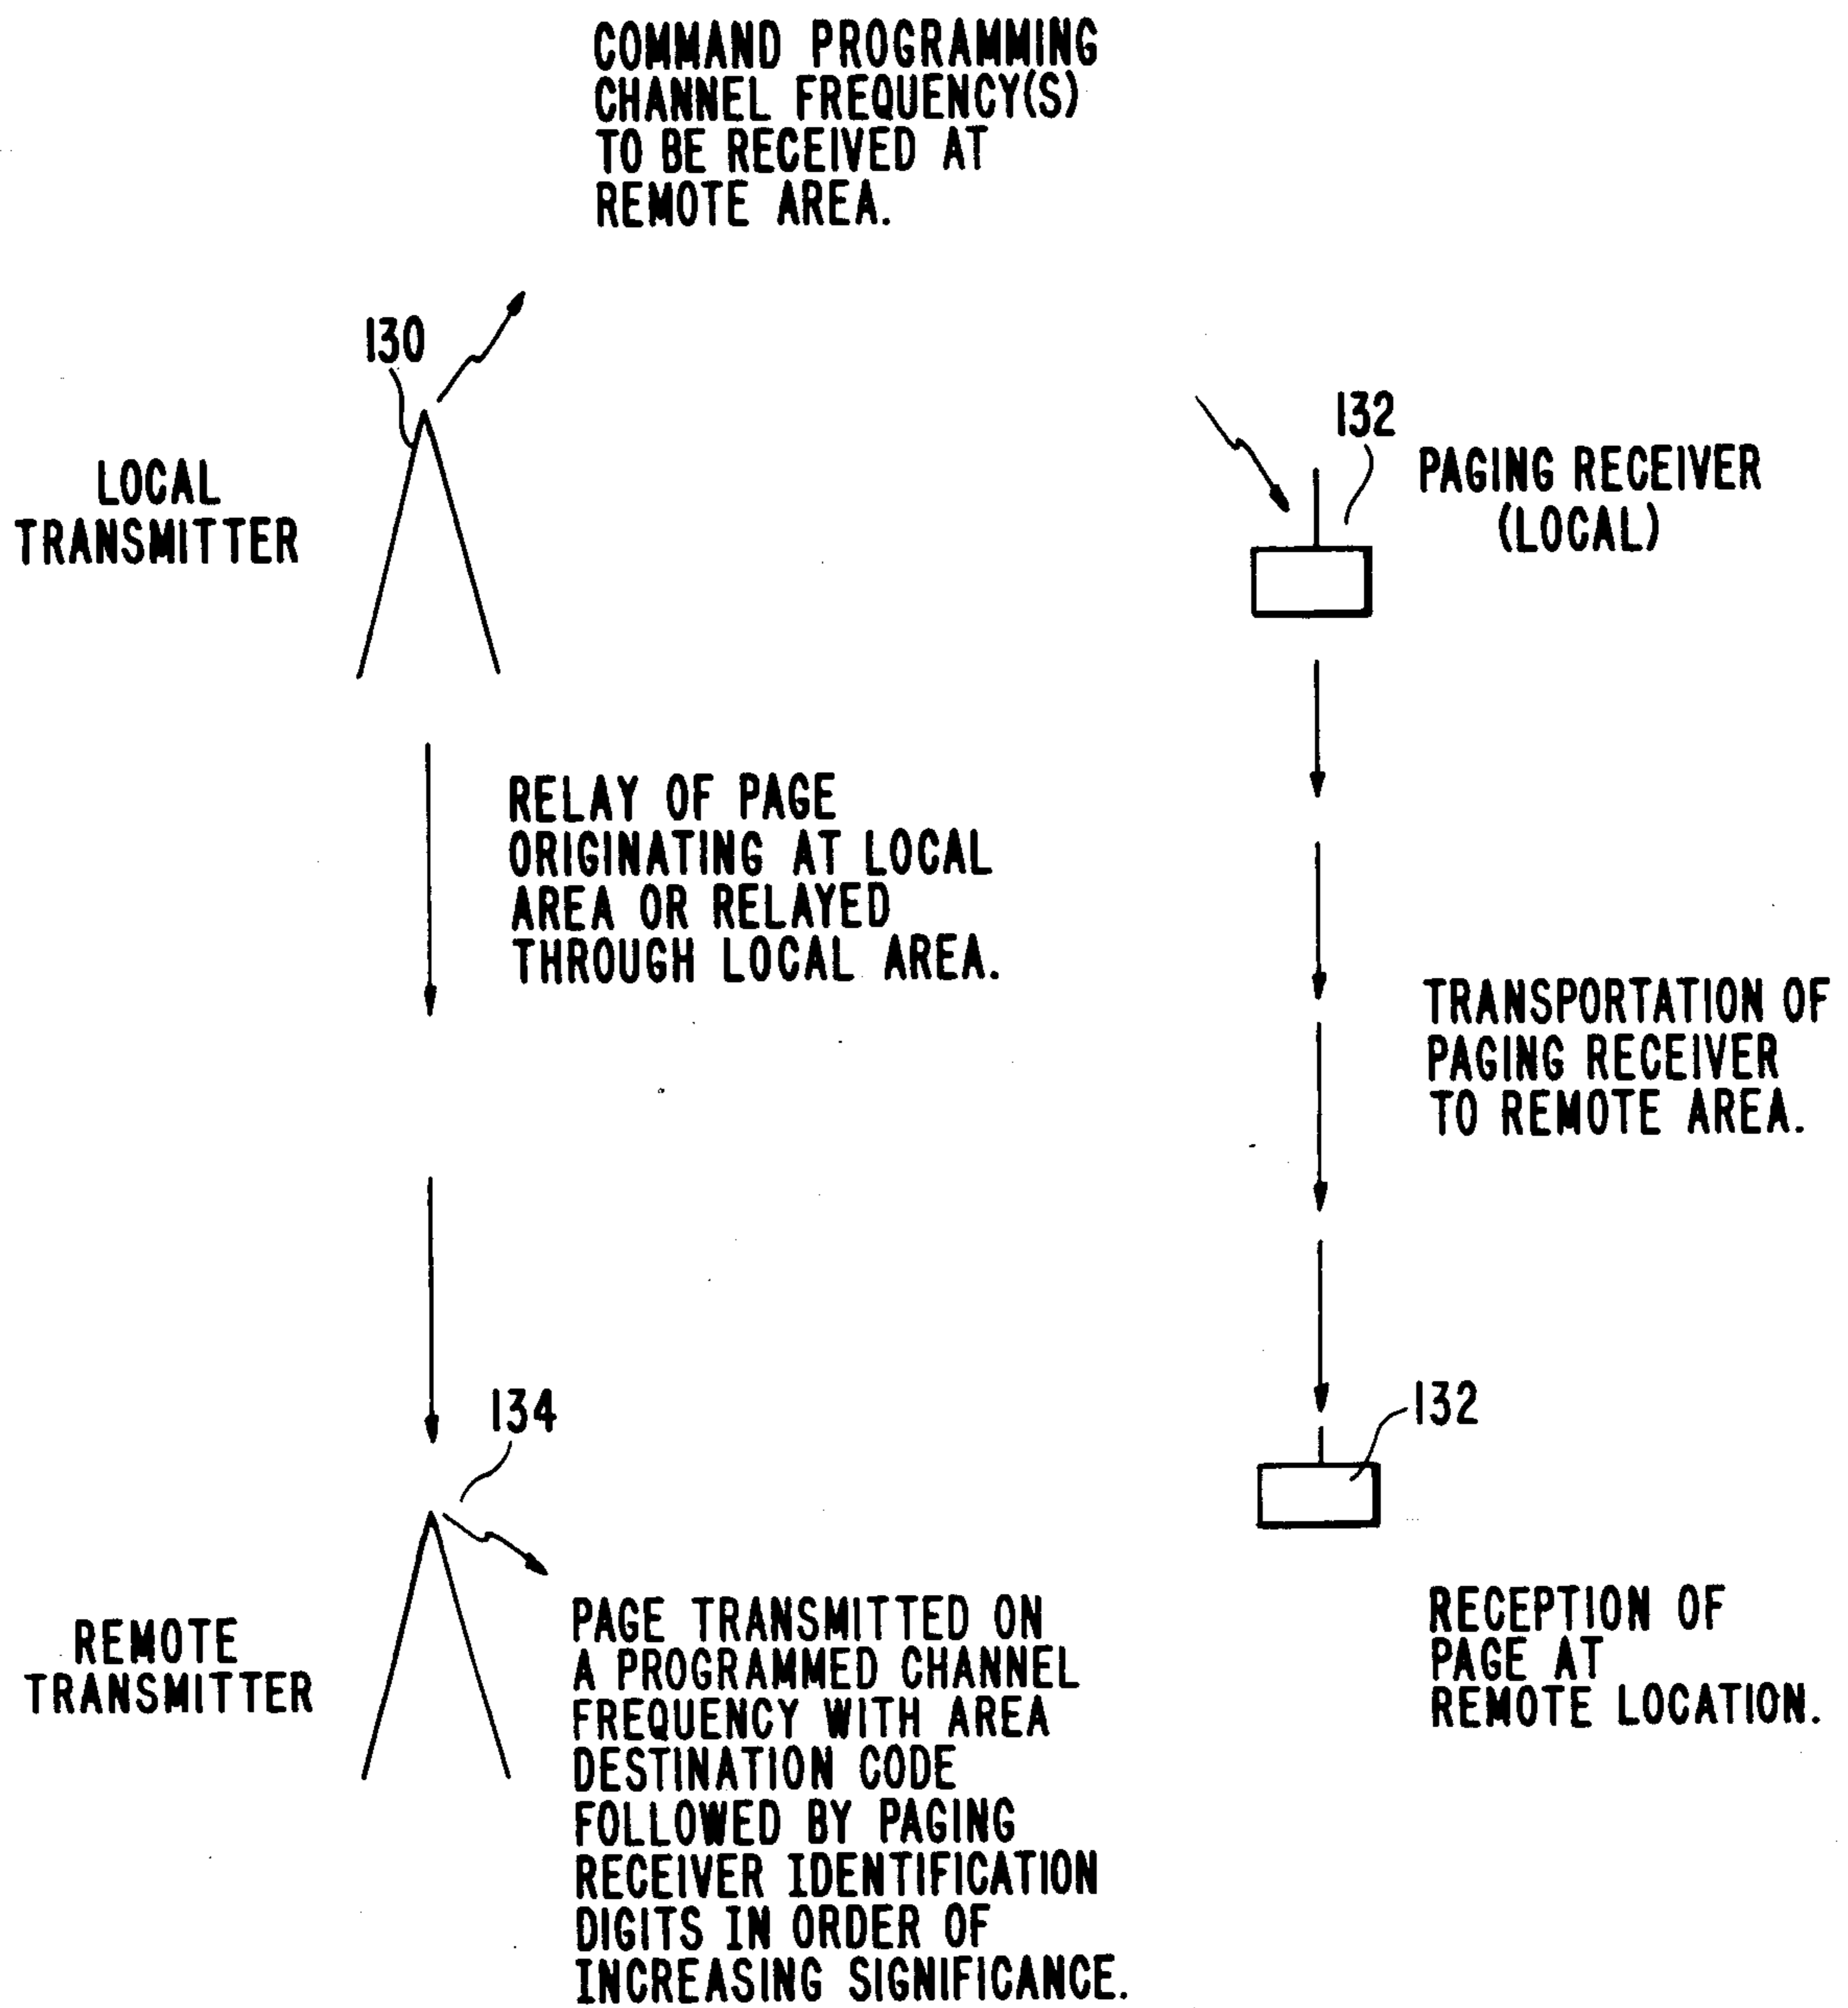 COMMAND PROGRAMMING
CHANNEL FREQUENCY(S)
TO BE RECEIVED AT
REMOTE AREA.
130
LOCAL
TRANSMITTER
132
PAGING RECEIVER
(LOCAL)
RELAY OF PAGE
ORIGINATING AT LOCAL
AREA OR RELAYED
THROUGH LOCAL AREA.
TRANSPORTATION OF
PAGING RECEIVER
TO REMOTE AREA.
134
132
REMOTE
TRANSMITTER
PAGE TRANSMITTED ON
A PROGRAMMED CHANNEL
FREQUENCY WITH AREA
DESTINATION CODE
FOLLOWED BY PAGING
RECEIVER IDENTIFICATION
DIGITS IN ORDER OF
INCREASING SIGNIFICANCE.
RECEPTION OF
PAGE AT
REMOTE LOCATION.